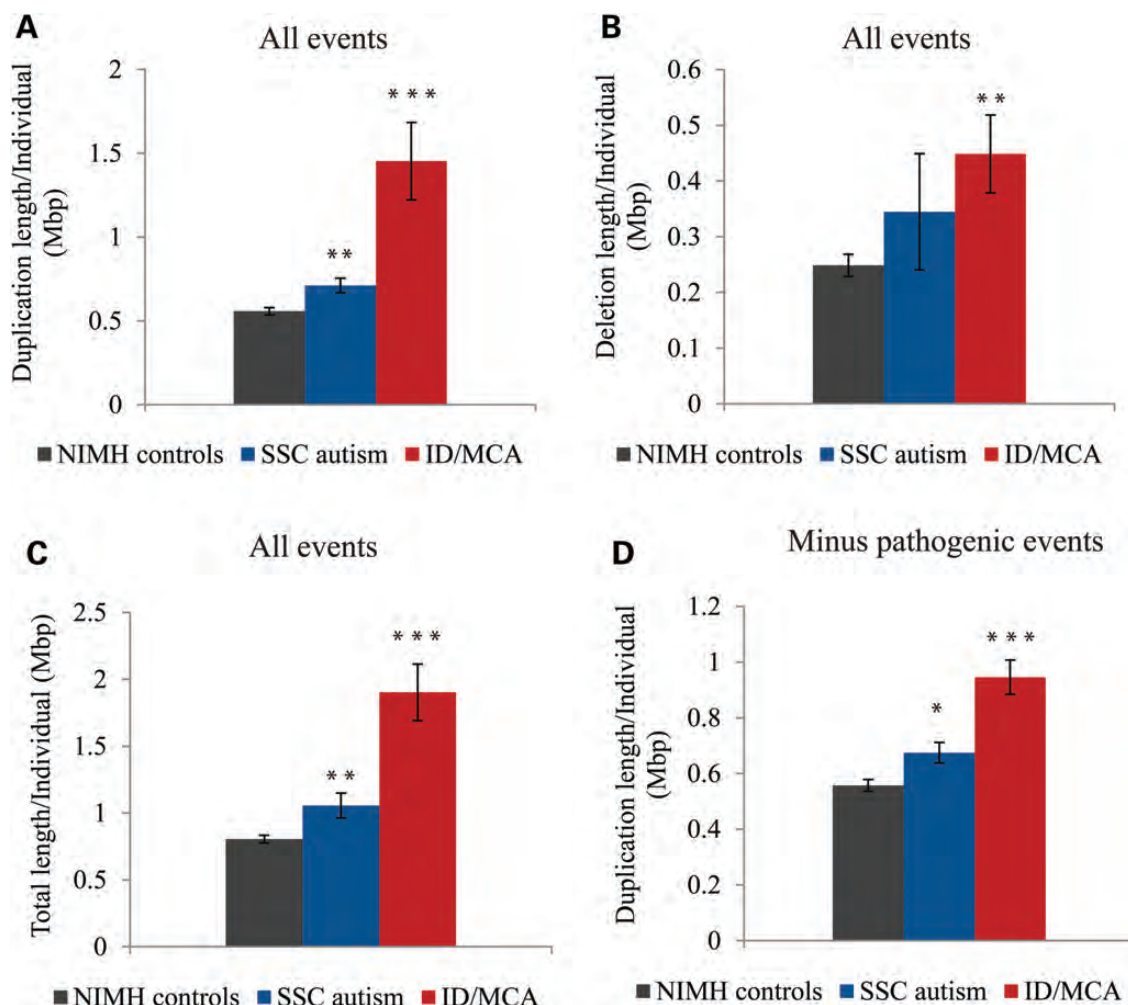 A
All events
Duplication length/Individual
(Mbp)
2
1.5
1
0.5
0
* * *
* *
NIMH controls SSC autism ID/MCA
B
All events
Deletion length/Individual
(Mbp)
0.6
0.5
0.4
0.3
0.2
0.1
0
* *
NIMH controls SSC autism ID/MCA
C
All events
Total length/Individual (Mbp)
2.5
2
1.5
1
0.5
0
* * *
* *
NIMH controls SSC autism ID/MCA
D
Minus pathogenic events
Duplication length/Individual
(Mbp)
1.2
1
0.8
0.6
0.4
0.2
0
* * *
*
NIMH controls SSC autism ID/MCA